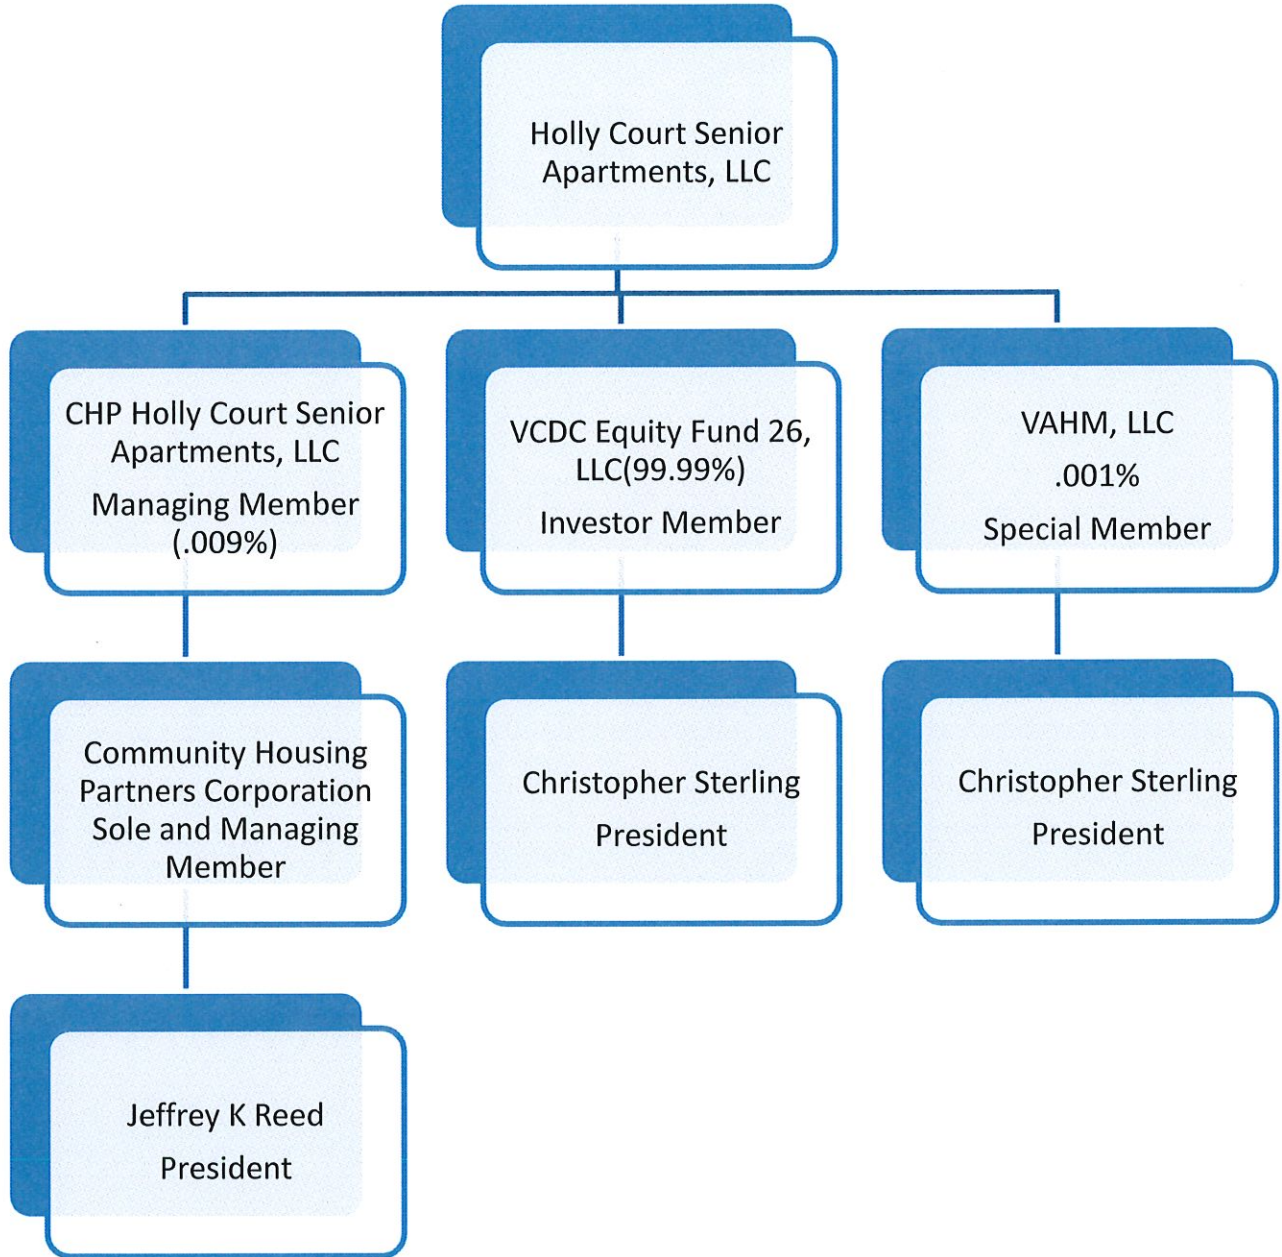 Holly Court Senior
Apartments, LLC
CHP Holly Court Senior
Apartments, LLC
Managing Member
(.009%)
VCDC Equity Fund 26,
LLC(99.99%)
Investor Member
VAHM, LLC
.001%
Special Member
Community Housing
Partners Corporation
Sole and Managing
Member
Christopher Sterling
President
Christopher Sterling
President
Jeffrey K Reed
President